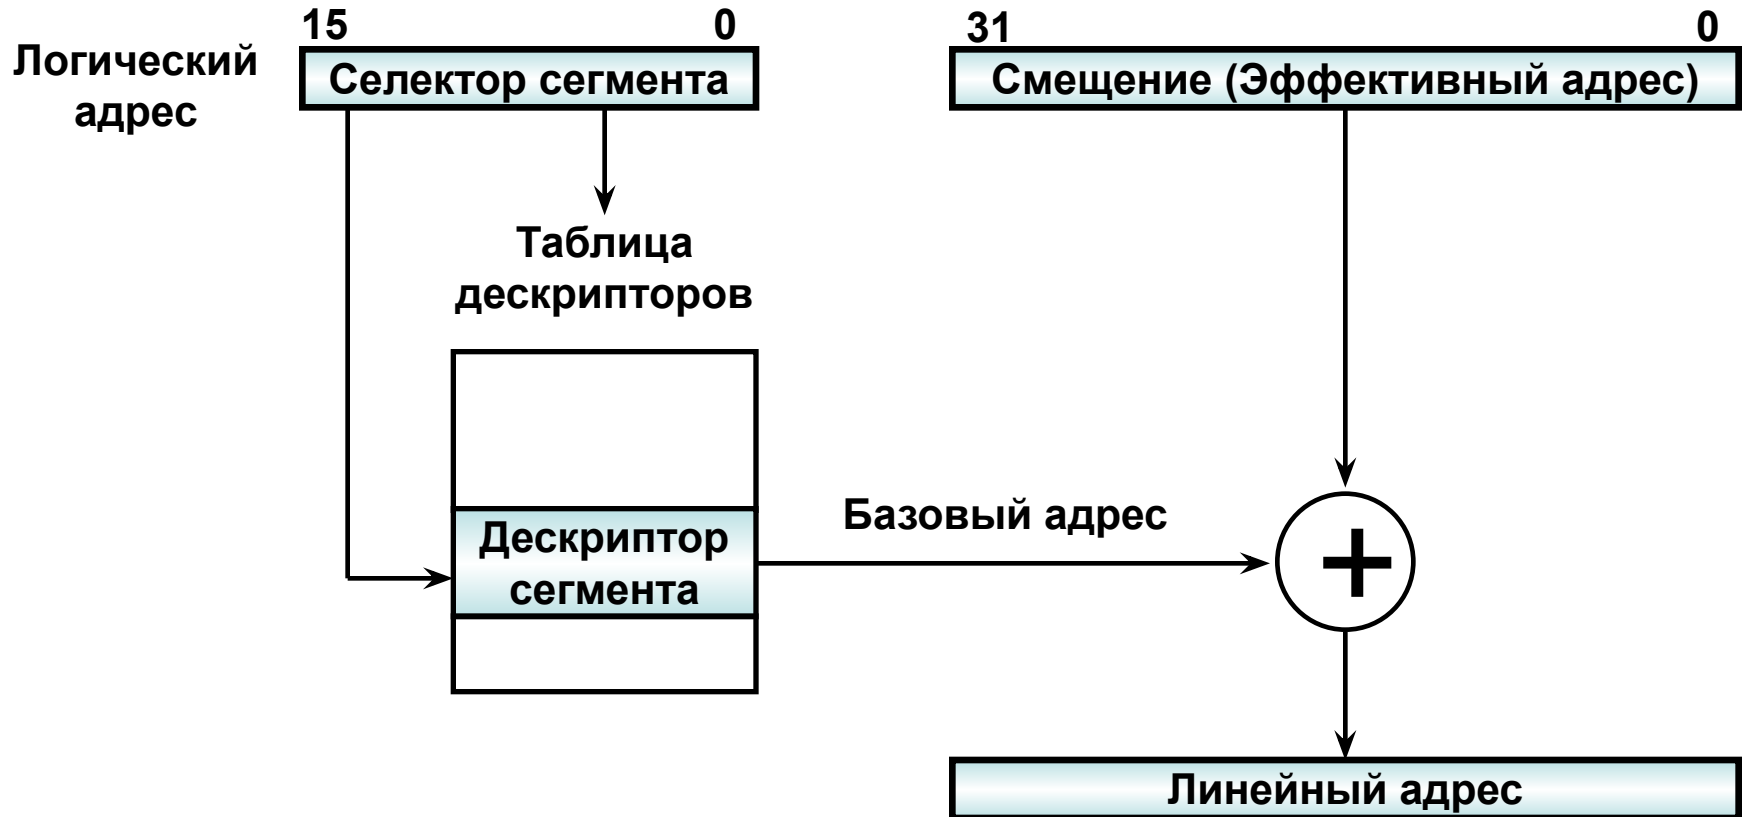 15 0
31 0
Логический
адрес
Селектор сегмента
Смещение (Эффективный адрес)
Таблица
дескрипторов
Базовый адрес
Дескриптор
сегмента
+
Линейный адрес